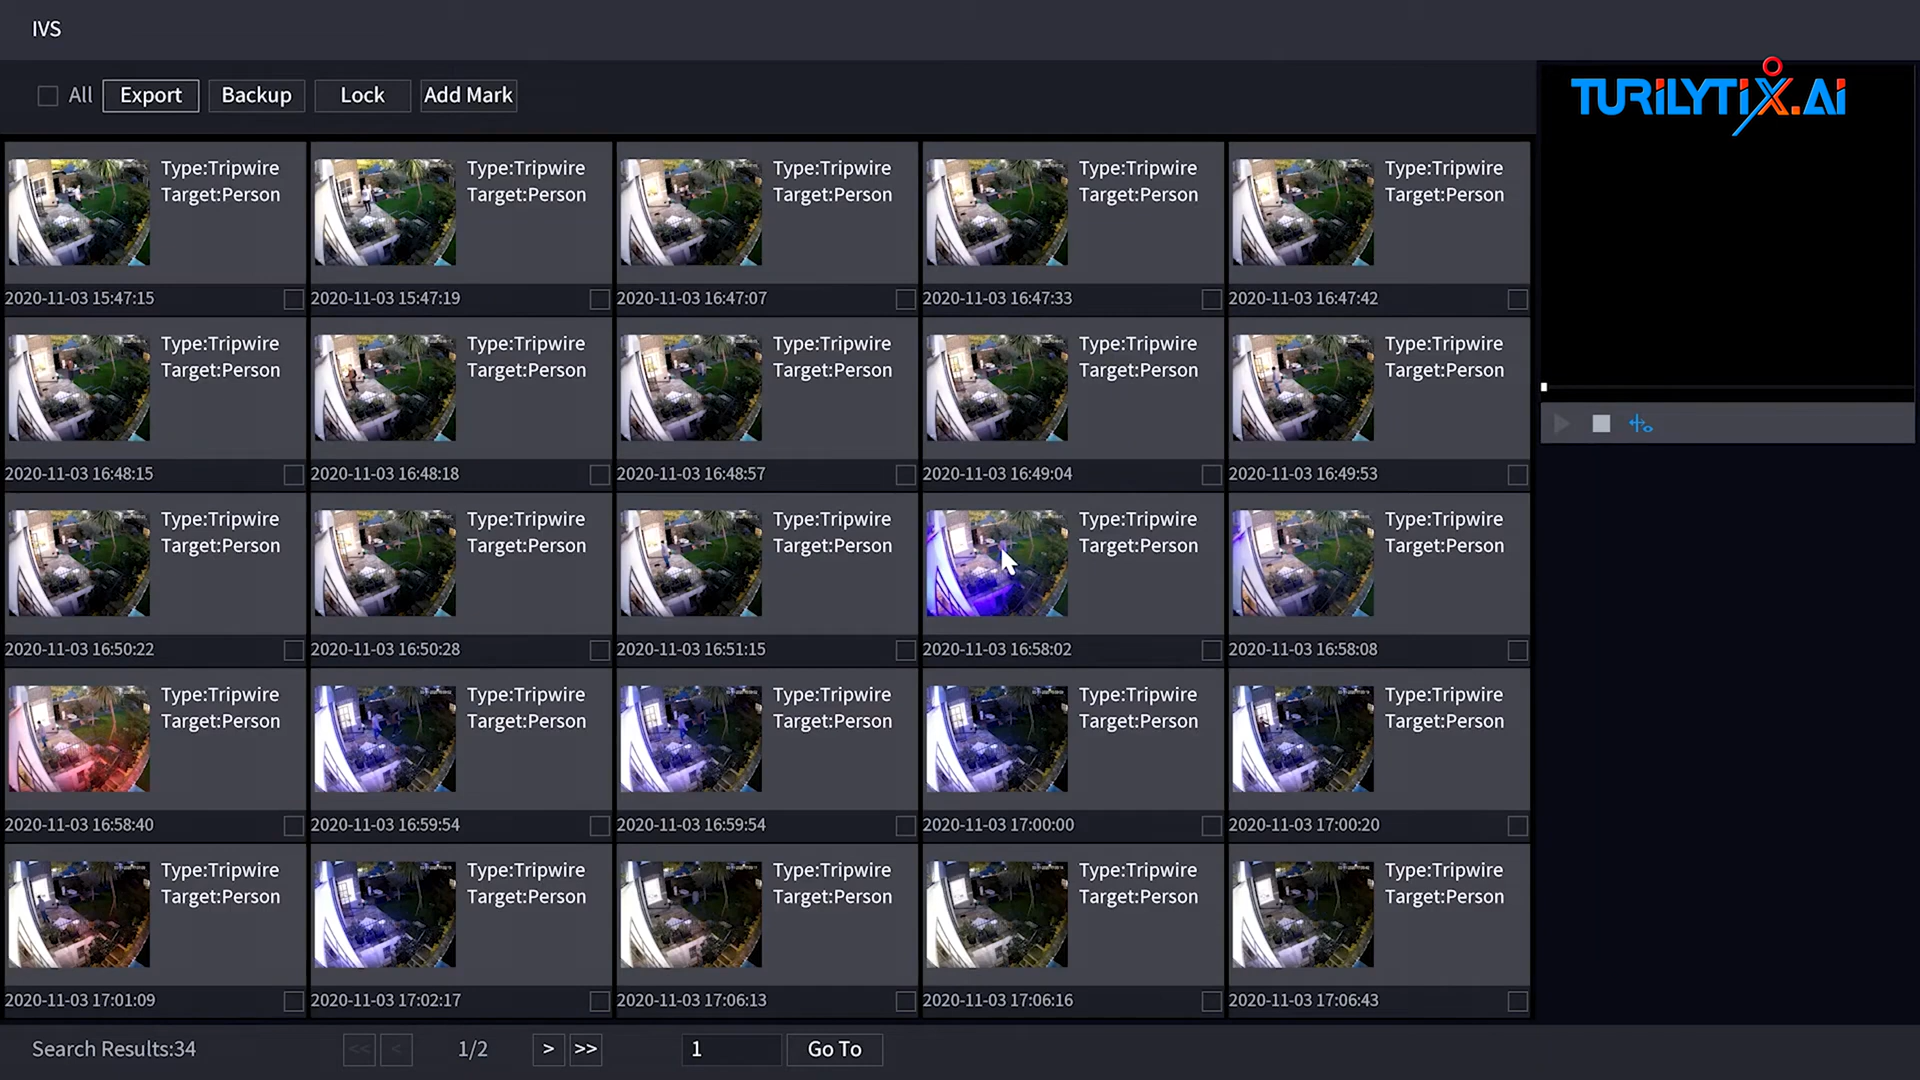 IVS
All Export Backup Lock Add Mark
TURILYTIX.AI
Type:Tripwire Type:Tripwire Type:Tripwire Type:Tripwire Type:Tripwire
Target:Person Target:Person Target:Person Target:Person Target:Person
2020-11-03 15:47:15 2020-11-03 15:47:19 2020-11-03 16:47:07 2020-11-03 16:47:33 2020-11-03 16:47:42
Type:Tripwire Type:Tripwire Type:Tripwire Type:Tripwire Type:Tripwire
Target:Person Target:Person Target:Person Target:Person Target:Person
2020-11-03 16:48:15 2020-11-03 16:48:18 2020-11-03 16:48:57 2020-11-03 16:49:04 2020-11-03 16:49:53
Type:Tripwire Type:Tripwire Type:Tripwire Type:Tripwire Type:Tripwire
Target:Person Target:Person Target:Person Target:Person Target:Person
2020-11-03 16:50:22 2020-11-03 16:50:28 2020-11-03 16:51:15 2020-11-03 16:58:02 2020-11-03 16:58:08
Type:Tripwire Type:Tripwire Type:Tripwire Type:Tripwire Type:Tripwire
Target:Person Target:Person Target:Person Target:Person Target:Person
2020-11-03 16:58:40 2020-11-03 16:59:54 2020-11-03 16:59:54 2020-11-03 17:00:00 2020-11-03 17:00:20
Type:Tripwire Type:Tripwire Type:Tripwire Type:Tripwire Type:Tripwire
Target:Person Target:Person Target:Person Target:Person Target:Person
2020-11-03 17:01:09 2020-11-03 17:02:17 2020-11-03 17:06:13 2020-11-03 17:06:16 2020-11-03 17:06:43
Search Results:34 << < 1/2 > >> 1 Go To